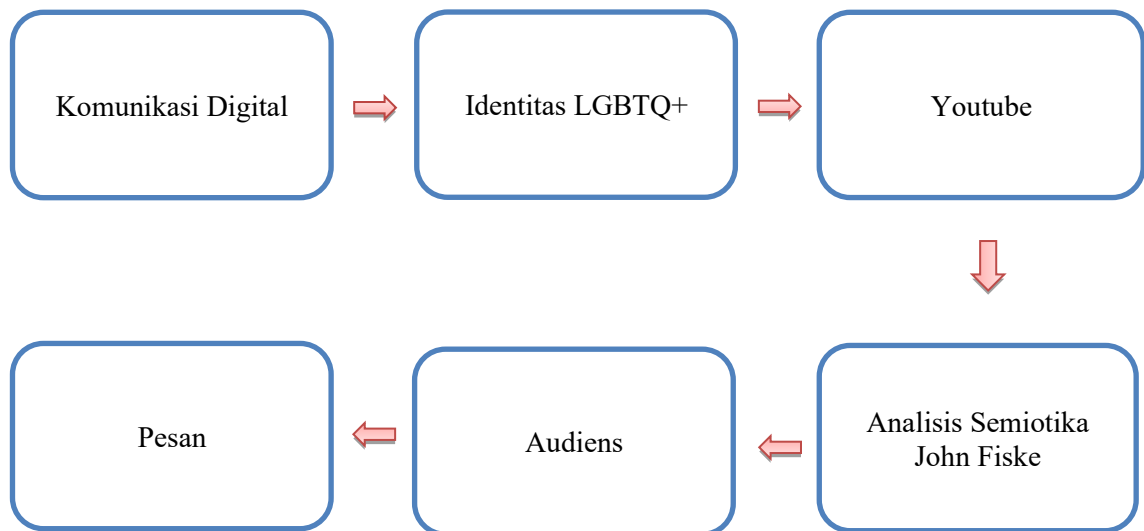 Komunikasi Digital
Identitas LGBTQ+
Youtube
Analisis Semiotika
John Fiske
Audiens
Pesan